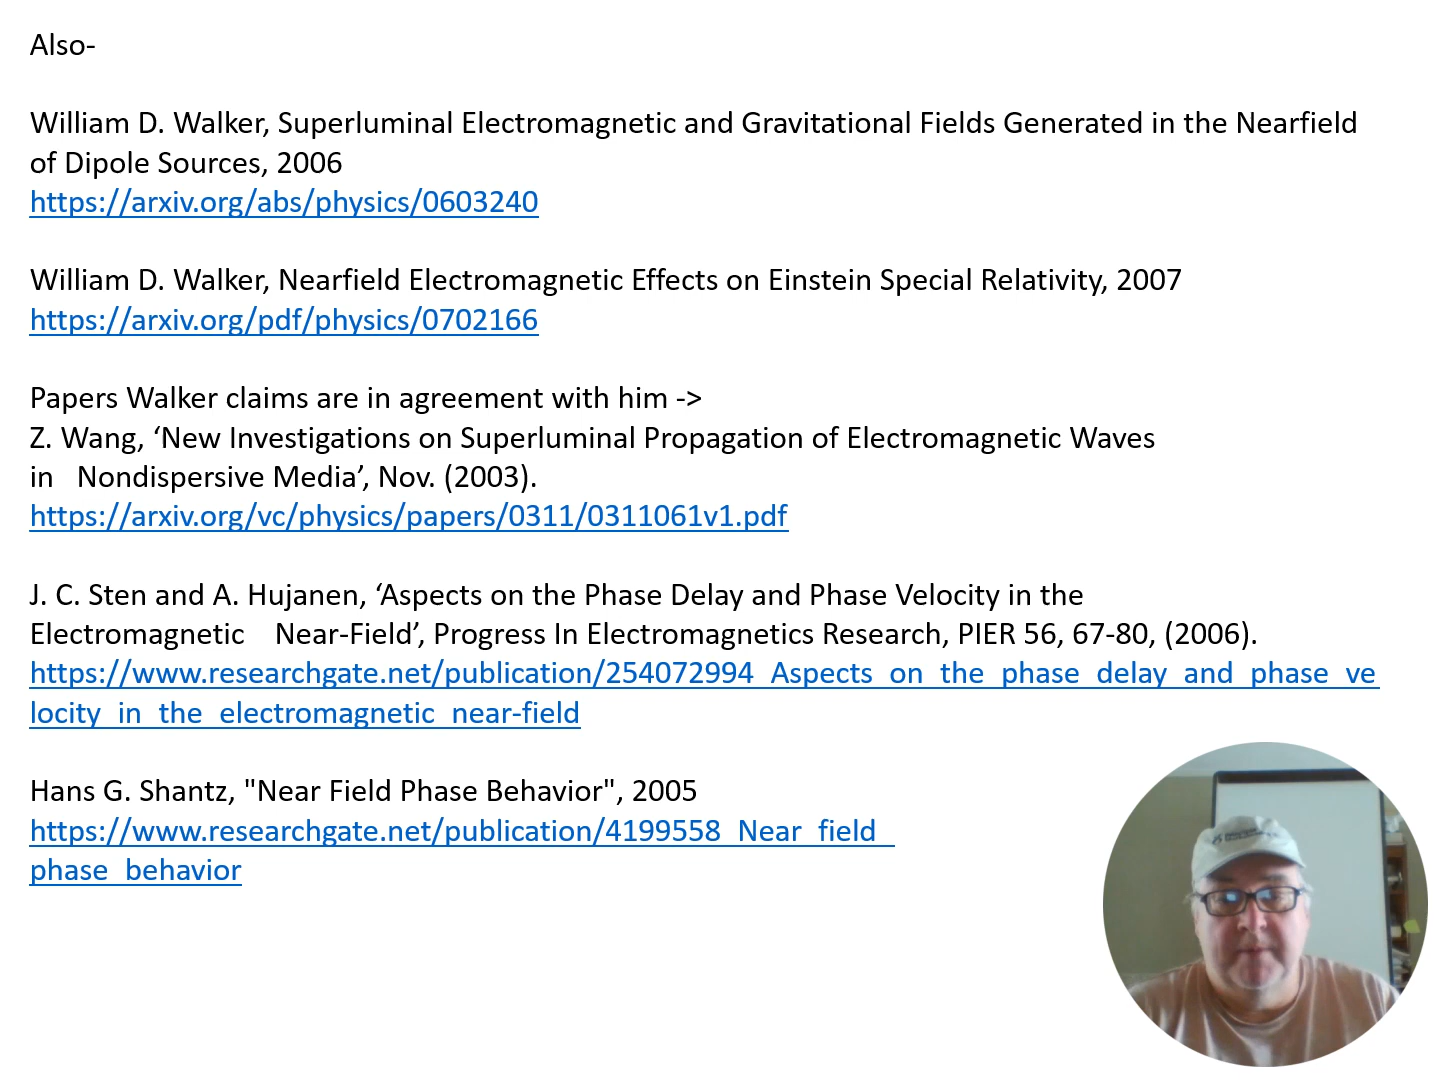 Also-
William D. Walker, Superluminal Electromagnetic and Gravitational Fields Generated in the Nearfield
of Dipole Sources, 2006
https://arxiv.org/abs/physics/0603240
William D. Walker, Nearfield Electromagnetic Effects on Einstein Special Relativity, 2007
https://arxiv.org/pdf/physics/0702166
Papers Walker claims are in agreement with him ->
Z. Wang, ‘New Investigations on Superluminal Propagation of Electromagnetic Waves
in   Nondispersive Media’, Nov. (2003).
https://arxiv.org/vc/physics/papers/0311/0311061v1.pdf
J. C. Sten and A. Hujanen, ‘Aspects on the Phase Delay and Phase Velocity in the
Electromagnetic    Near-Field’, Progress In Electromagnetics Research, PIER 56, 67-80, (2006).
https://www.researchgate.net/publication/254072994_Aspects_on_the_phase_delay_and_phase_ve
locity_in_the_electromagnetic_near-field
Hans G. Shantz, "Near Field Phase Behavior", 2005
https://www.researchgate.net/publication/4199558_Near_field_
phase_behavior